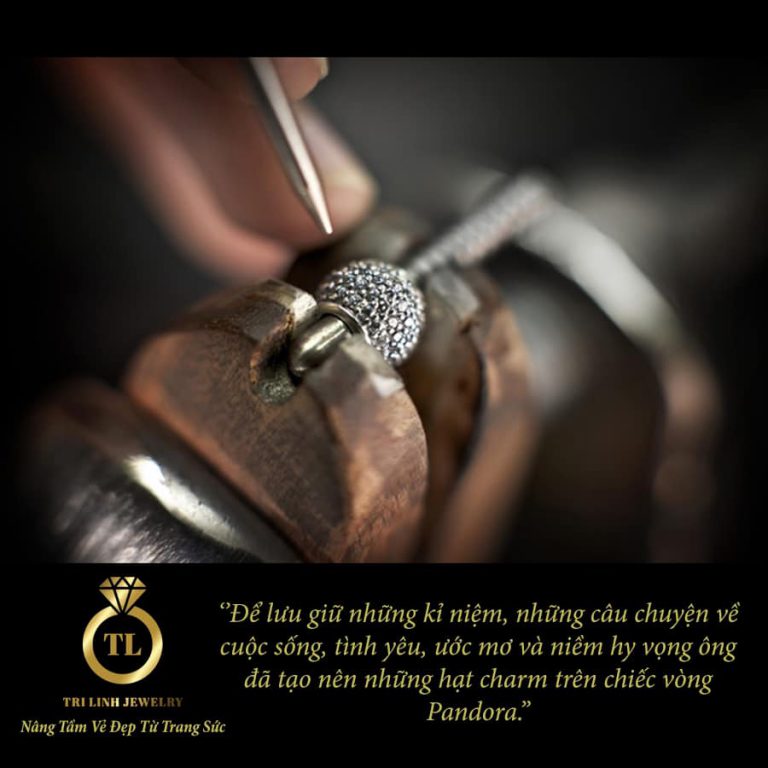 TL
TRI LINH JEWELRY
Nâng Tầm Vẻ Đẹp Từ Trang Sức
“Để lưu giữ những kỉ niệm, những câu chuyện về
cuộc sống, tình yêu, ước mơ và niềm hy vọng ông
đã tạo nên những hạt charm trên chiếc vòng
Pandora.”